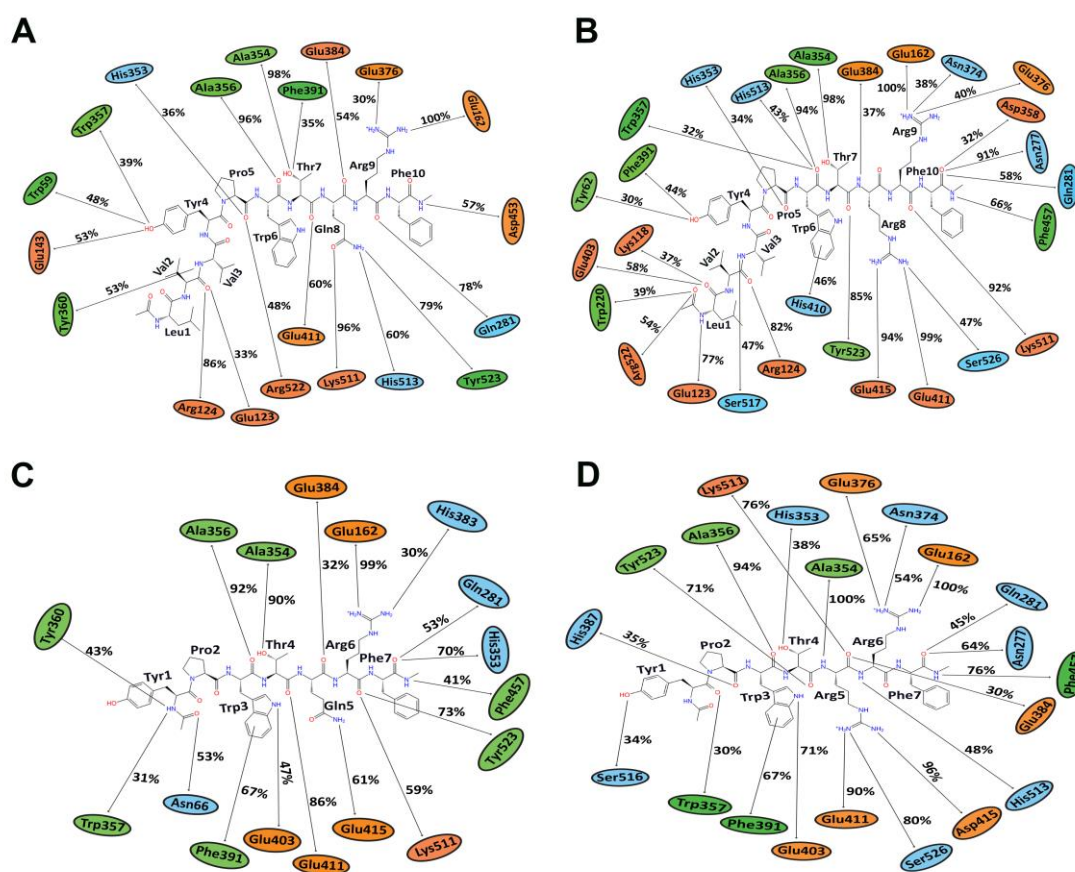 A
His353
Ala354
Glu384
Ala356
Phe391
Glu376
Glu162
Trp357
98%
36%
96%
35%
54%
30%
100%
39%
Trp59
48%
Arg9
Thr7
Pro5
Phe10
57%
Asp453
Tyr4
HO
53%
Glu143
Trp6
Gln8
Val2
Val3
53%
Tyr360
48%
60%
78%
Leu1
Glu411
96%
79%
Gln281
86%
33%
60%
Arg522
Lys511
His513
Tyr523
Arg124
Glu123
B
Ala354
Glu162
Asn374
Ala356
Glu384
His353
His513
Glu376
Trp357
100%
38%
40%
43%
94%
98%
37%
34%
32%
Asp358
Arg9
32%
Asn277
91%
Phe391
Thr7
Phe10
58%
Gln281
Tyr62
44%
Tyr4
30%
HO
Pro5
66%
Phe457
Trp6
Arg8
Lys118
Val2
Val3
Glu403
37%
58%
46%
92%
39%
His410
85%
Trp220
Leu1
54%
82%
94%
99%
47%
Arg522
77%
47%
Arg124
Tyr523
Ser526
Lys511
Glu123
Ser517
Glu415
Glu411
C
Glu384
Ala356
Glu162
His383
Ala354
32%
99%
30%
92%
90%
Gln281
Tyr360
53%
Arg6
His353
43%
Pro2
Thr4
Phe7
70%
Tyr1
41%
Phe457
HO
Trp3
Gln5
73%
Tyr523
53%
31%
47%
61%
59%
67%
86%
Trp357
Asn66
Glu403
Glu415
Phe391
Glu411
Lys511
D
Lys511
Glu376
His353
Asn374
Ala356
76%
Tyr523
38%
65%
Glu162
Ala354
94%
54%
71%
100%
100%
Gln281
His387
45%
35%
Thr4
Arg6
64%
Asn277
Pro2
Tyr1
76%
Phe457
HO
Trp3
Arg5
Phe7
30%
Glu384
34%
30%
71%
48%
Ser516
67%
96%
90%
His513
Trp357
Phe391
80%
Glu411
Asp415
Glu403
Ser526